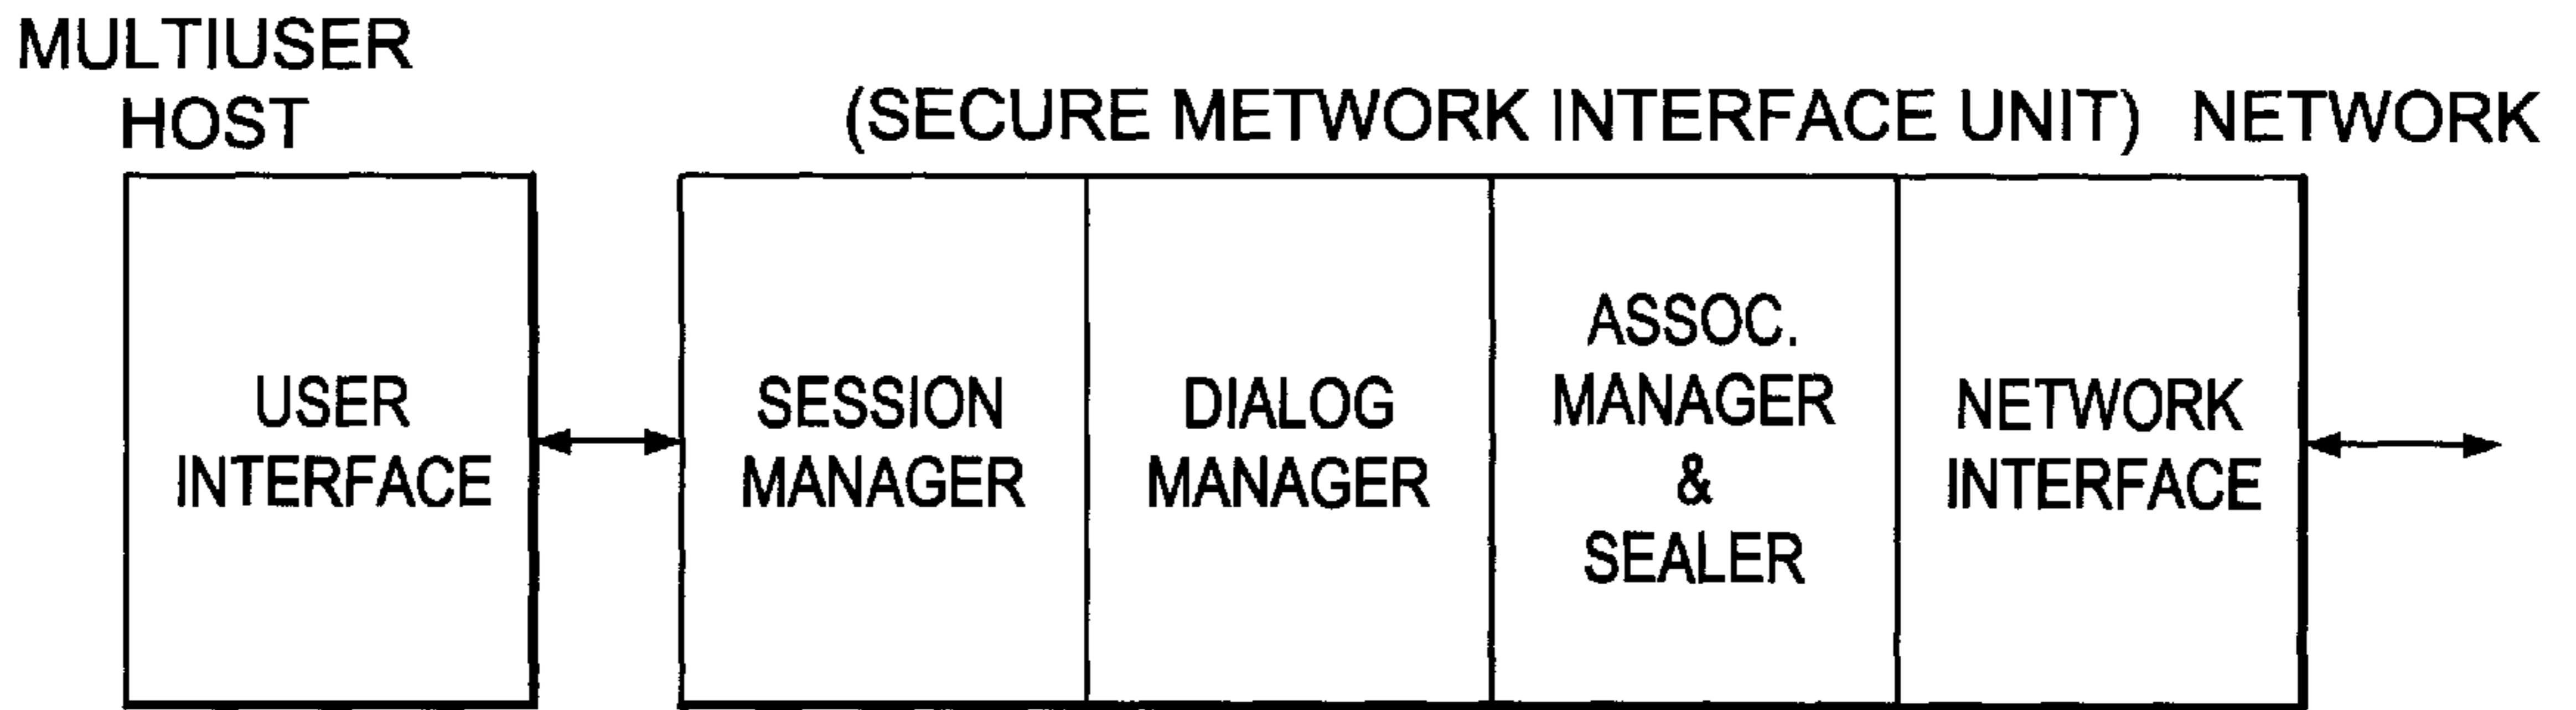 MULTIUSER
HOST
(SECURE METWORK INTERFACE UNIT) NETWORK
USER
INTERFACE
SESSION
MANAGER
DIALOG
MANAGER
ASSOC.
MANAGER
&
SEALER
NETWORK
INTERFACE